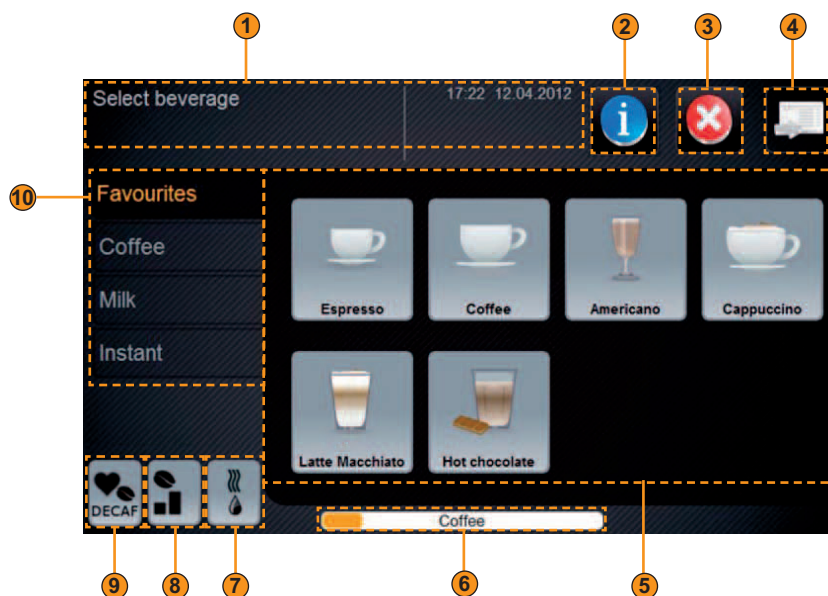 1
2
3
4
Select beverage
17:22 12.04.2012
10
Favourites
Coffee
Milk
Instant
Espresso
Coffee
Americano
Cappuccino
Latte Macchiato
Hot chocolate
DECAF
Coffee
9
8
7
6
5